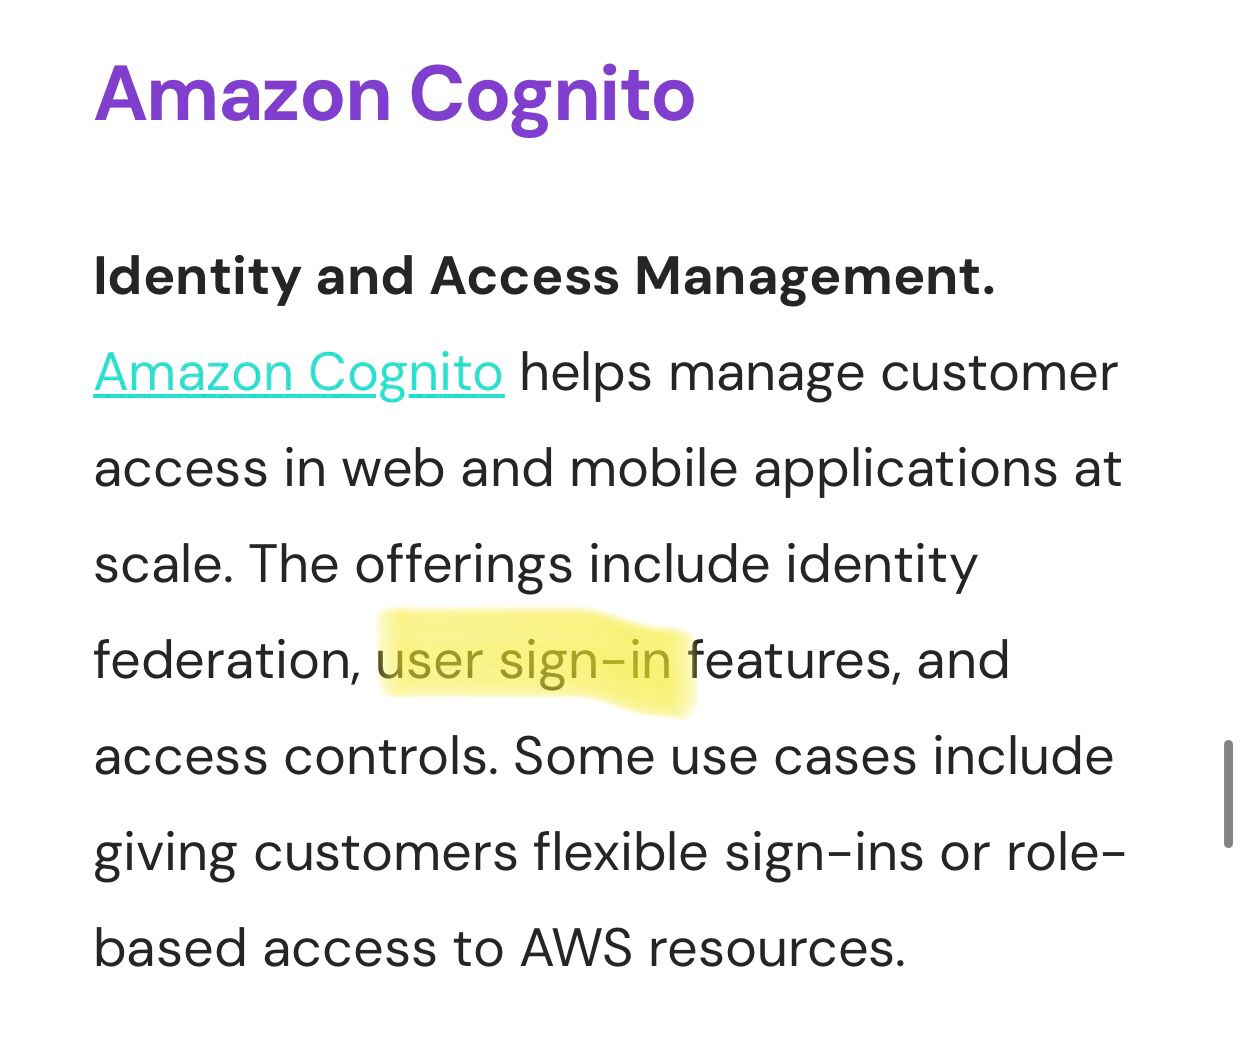 Amazon Cognito
Identity and Access Management.
Amazon Cognito helps manage customer
access in web and mobile applications at
scale. The offerings include identity
federation, user sign-in features, and
access controls. Some use cases include
giving customers flexible sign-ins or role-
based access to AWS resources.